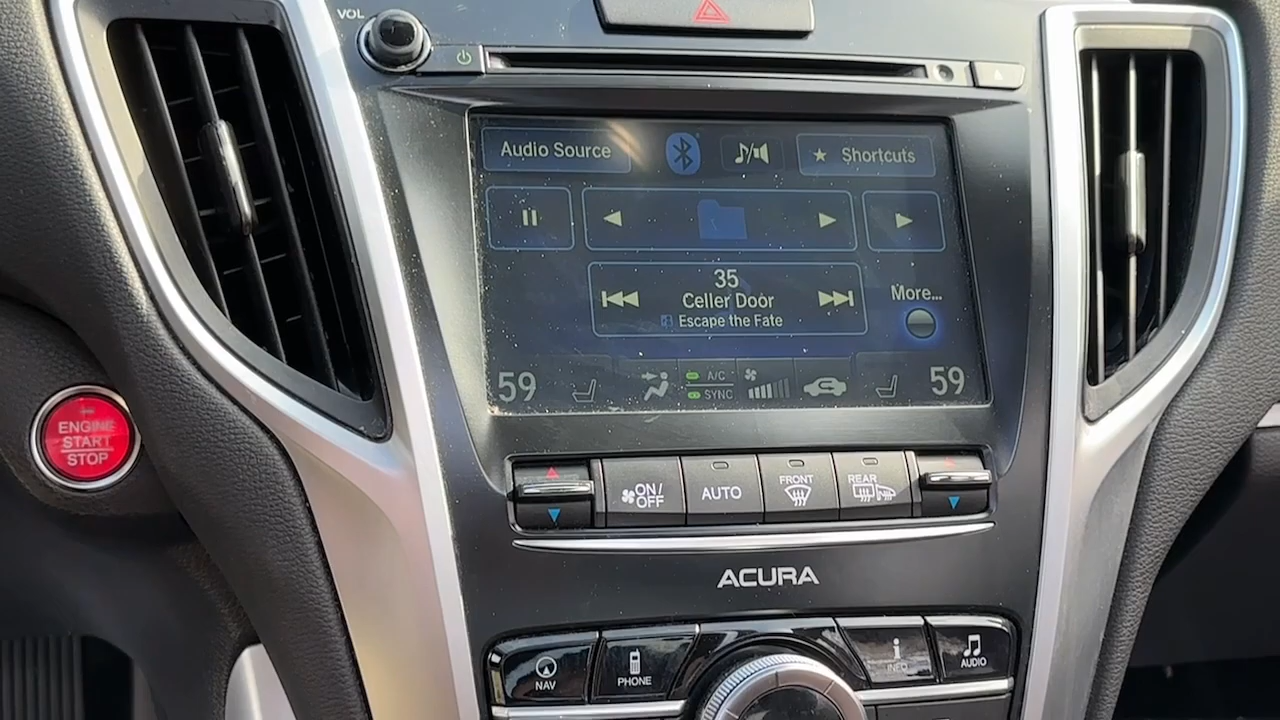 VOL
Audio Source
Shortcuts
35
Celler Door
Escape the Fate
More...
59
A/C
SYNC
59
ENGINE
START
STOP
ON/
OFF
AUTO
FRONT
REAR
ACURA
NAV
PHONE
INFO
AUDIO